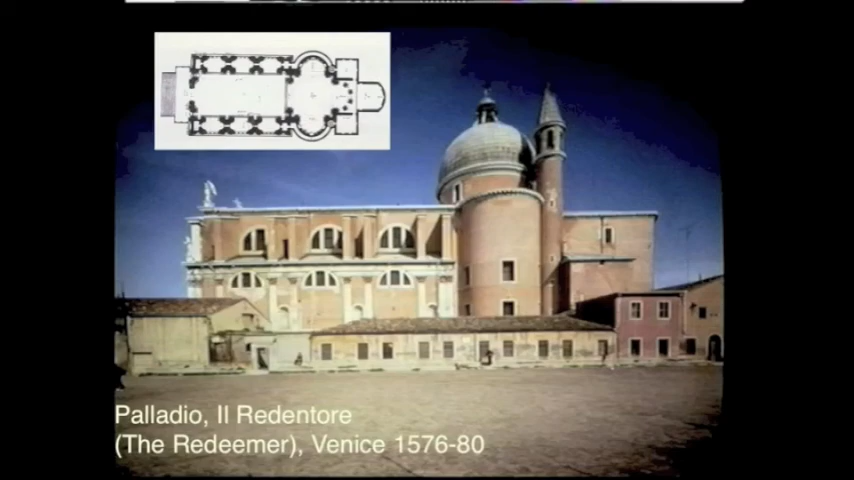 Palladio, Il Redentore
(The Redeemer), Venice 1576-80